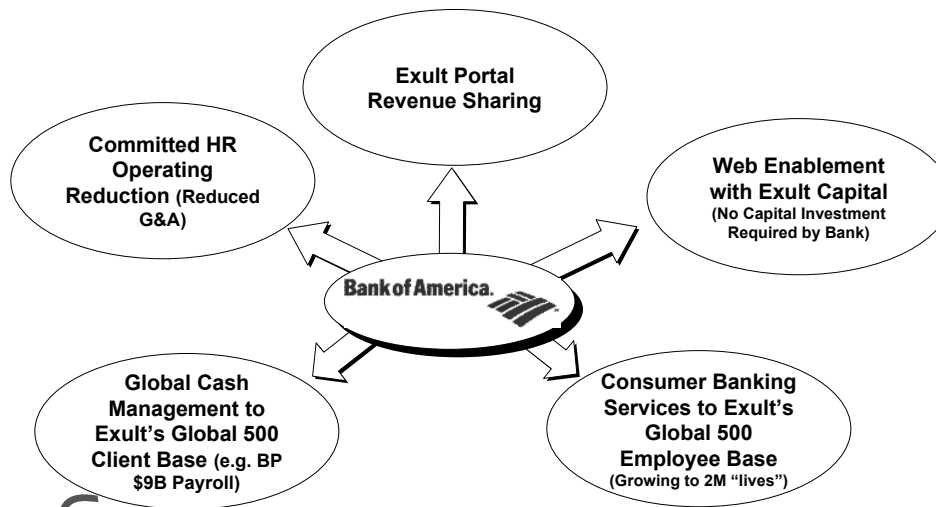 Exult Portal
Revenue Sharing
Committed HR
Operating
Reduction (Reduced
G&A)
Web Enablement
with Exult Capital
(No Capital Investment
Required by Bank)
Bank of America.
Global Cash
Management to
Exult’s Global 500
Client Base (e.g. BP
$9B Payroll)
Consumer Banking
Services to Exult’s
Global 500
Employee Base
(Growing to 2M “lives”)